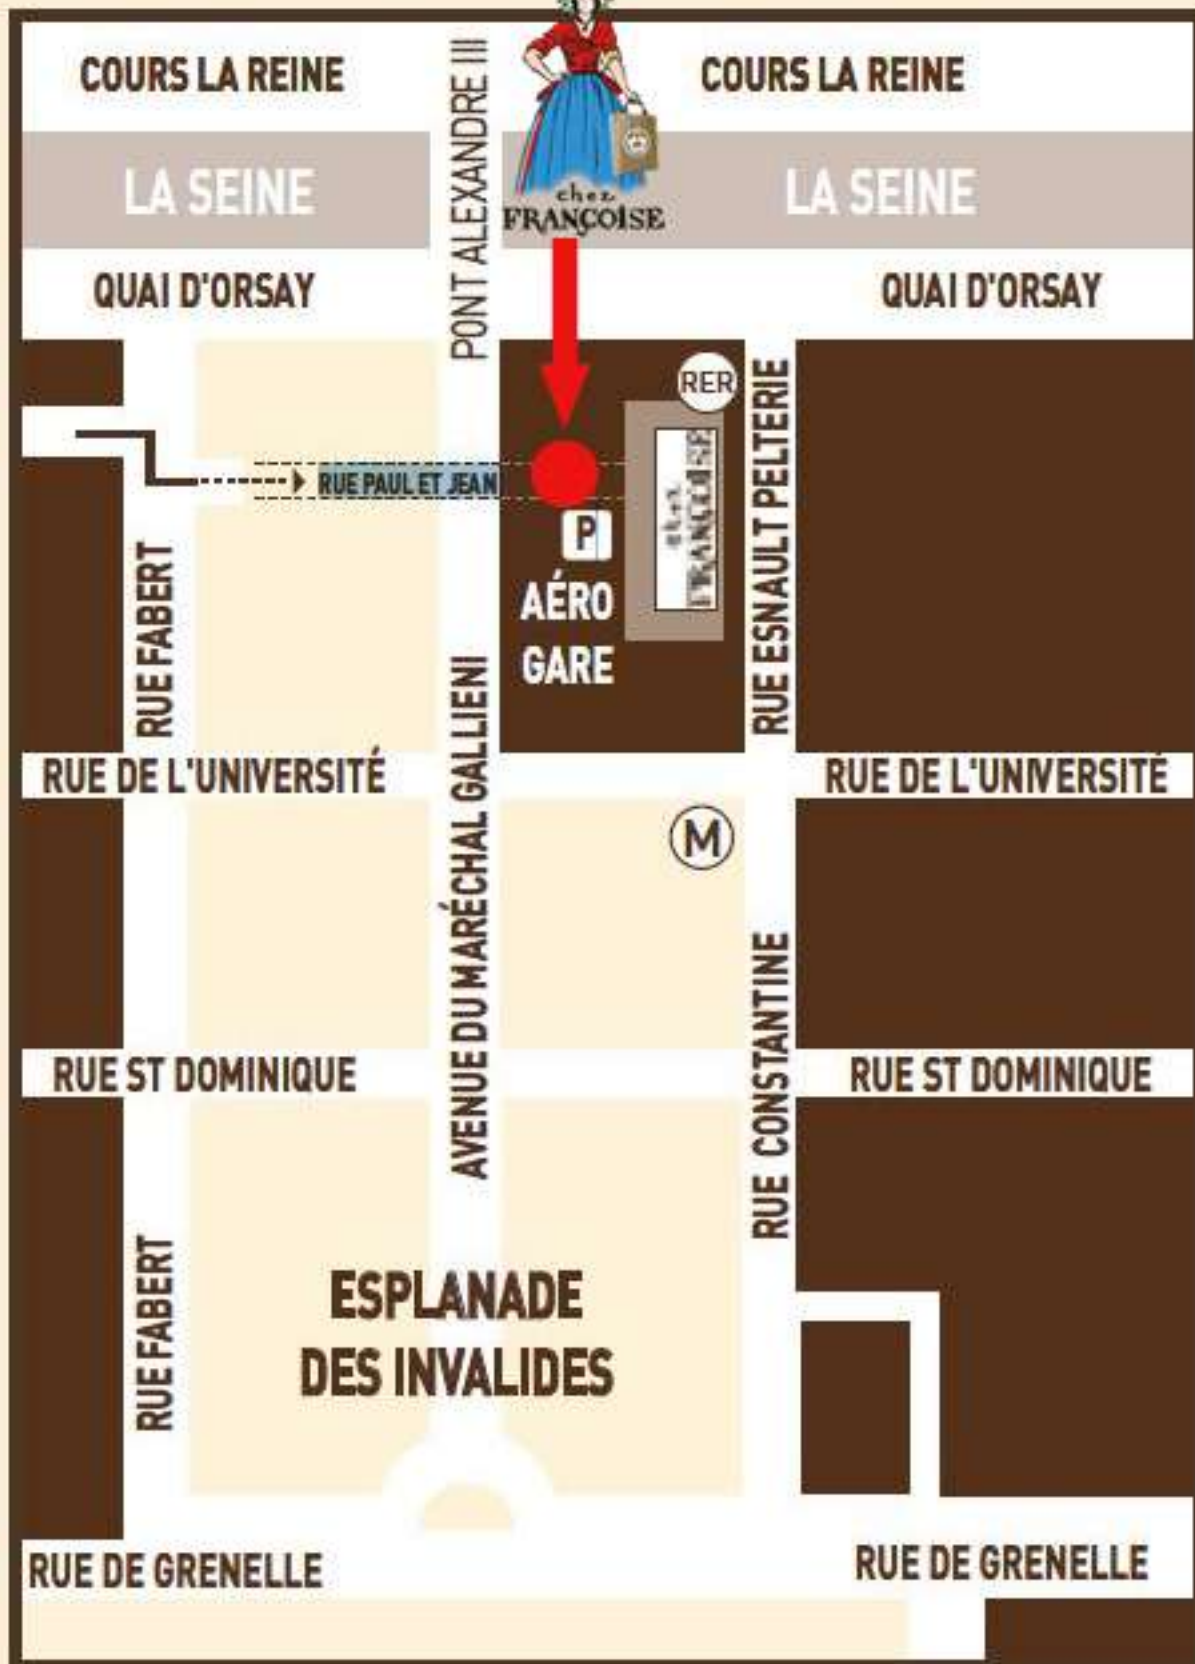 COURS LA REINE
PONT ALEXANDRE III
COURS LA REINE
LA SEINE
chez
FRANÇOISE
LA SEINE
QUAI D'ORSAY
QUAI D'ORSAY
RER
RUE PAUL ET JEAN
P
AÉRO
GARE
chez
FRANÇOISE
RUE ESNAULT PELTERIE
RUE FABERT
RUE DE L'UNIVERSITÉ
AVENUE DU MARÉCHAL GALLIENI
RUE DE L'UNIVERSITÉ
M
RUE ST DOMINIQUE
RUE CONSTANTINE
RUE ST DOMINIQUE
RUE FABERT
ESPLANADE
DES INVALIDES
RUE DE GRENELLE
RUE DE GRENELLE